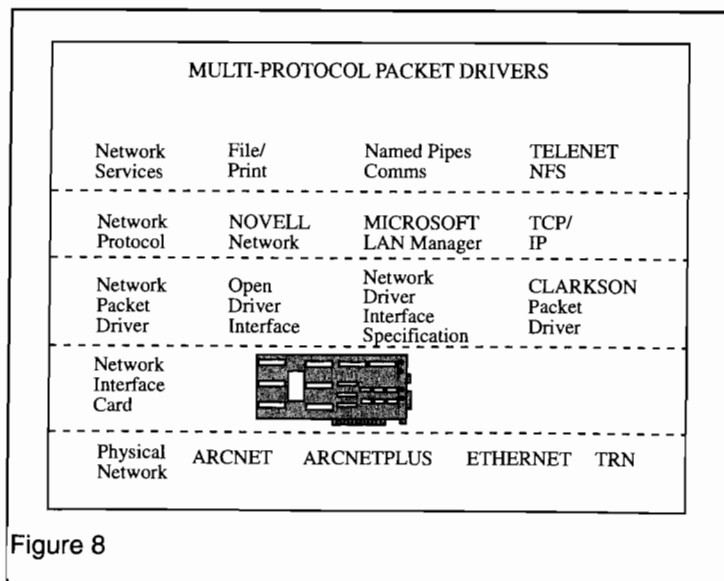 MULTI-PROTOCOL PACKET DRIVERS
Network Services
File/ Print
Named Pipes Comms
TELENET NFS
Network Protocol
NOVELL Network
MICROSOFT LAN Manager
TCP/ IP
Network Packet Driver
Open Driver Interface
Network Driver Interface Specification
CLARKSON Packet Driver
Network Interface Card
Physical Network
ARCNET
ARCNETPLUS
ETHERNET
TRN
Figure 8